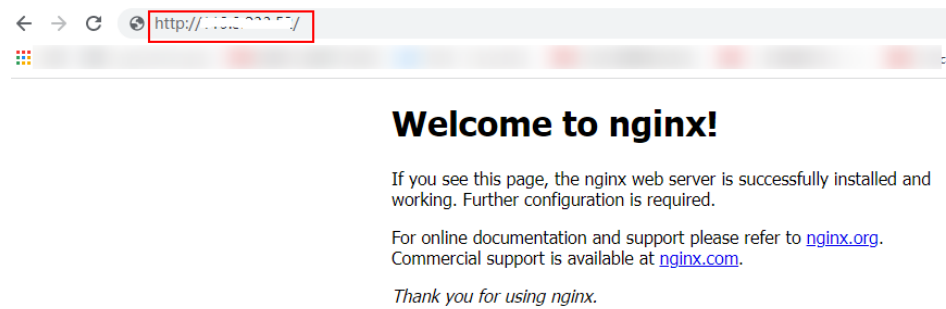 http://
Welcome to nginx!
If you see this page, the nginx web server is successfully installed and
working. Further configuration is required.
For online documentation and support please refer to nginx.org.
Commercial support is available at nginx.com.
Thank you for using nginx.